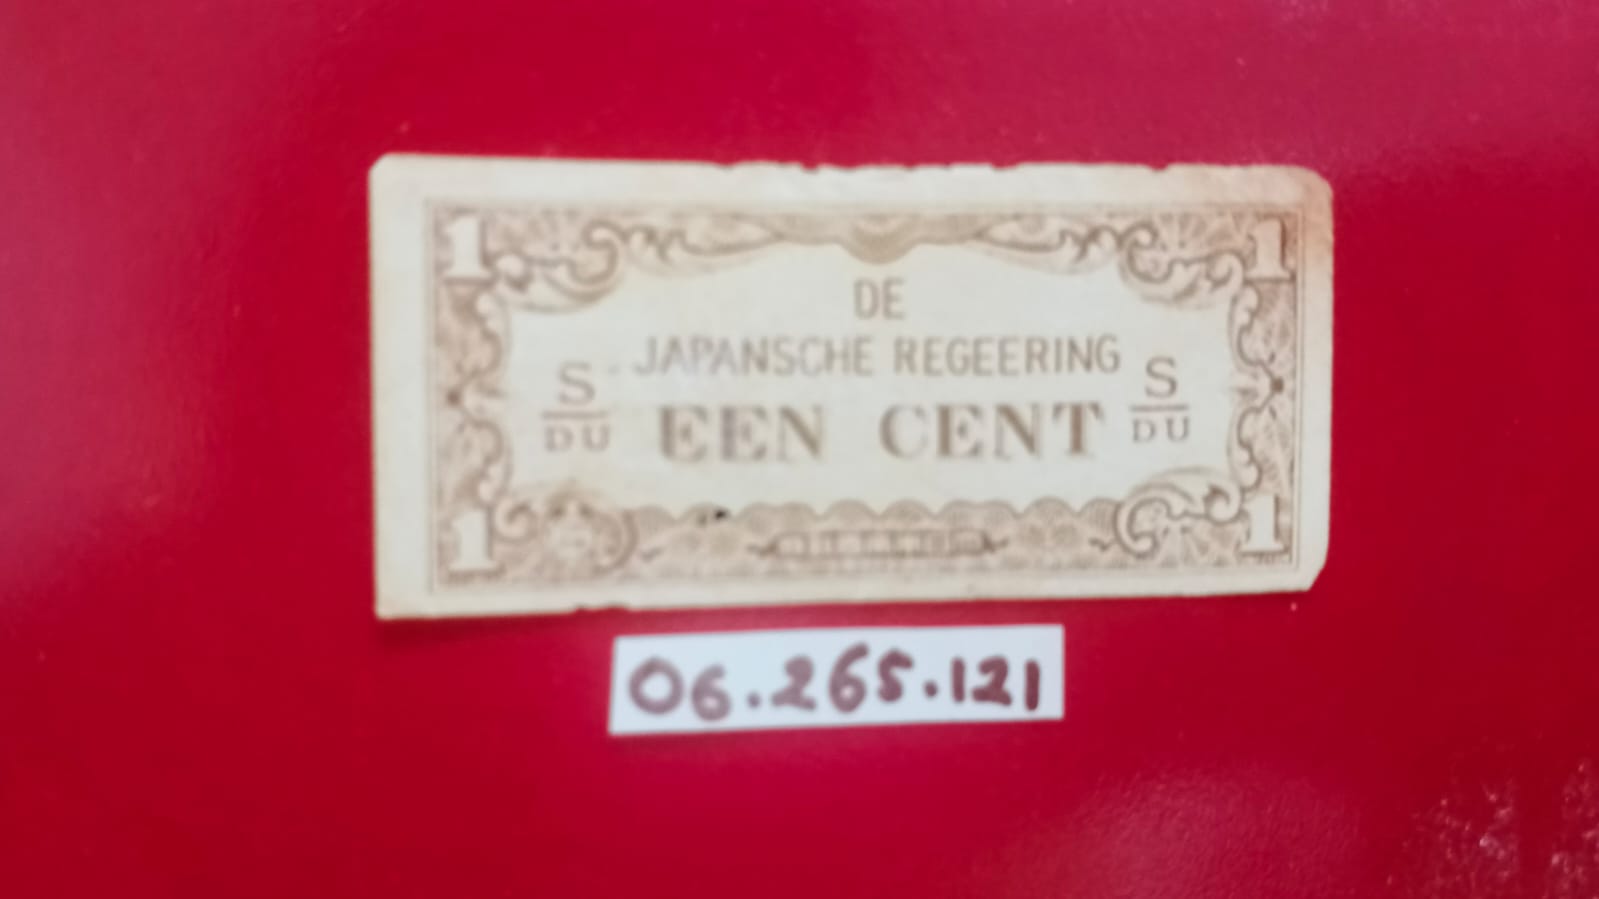 1 1
DE
JAPANSCHE REGEERING
S/DU EEN CENT S/DU
1 1
06.265.121